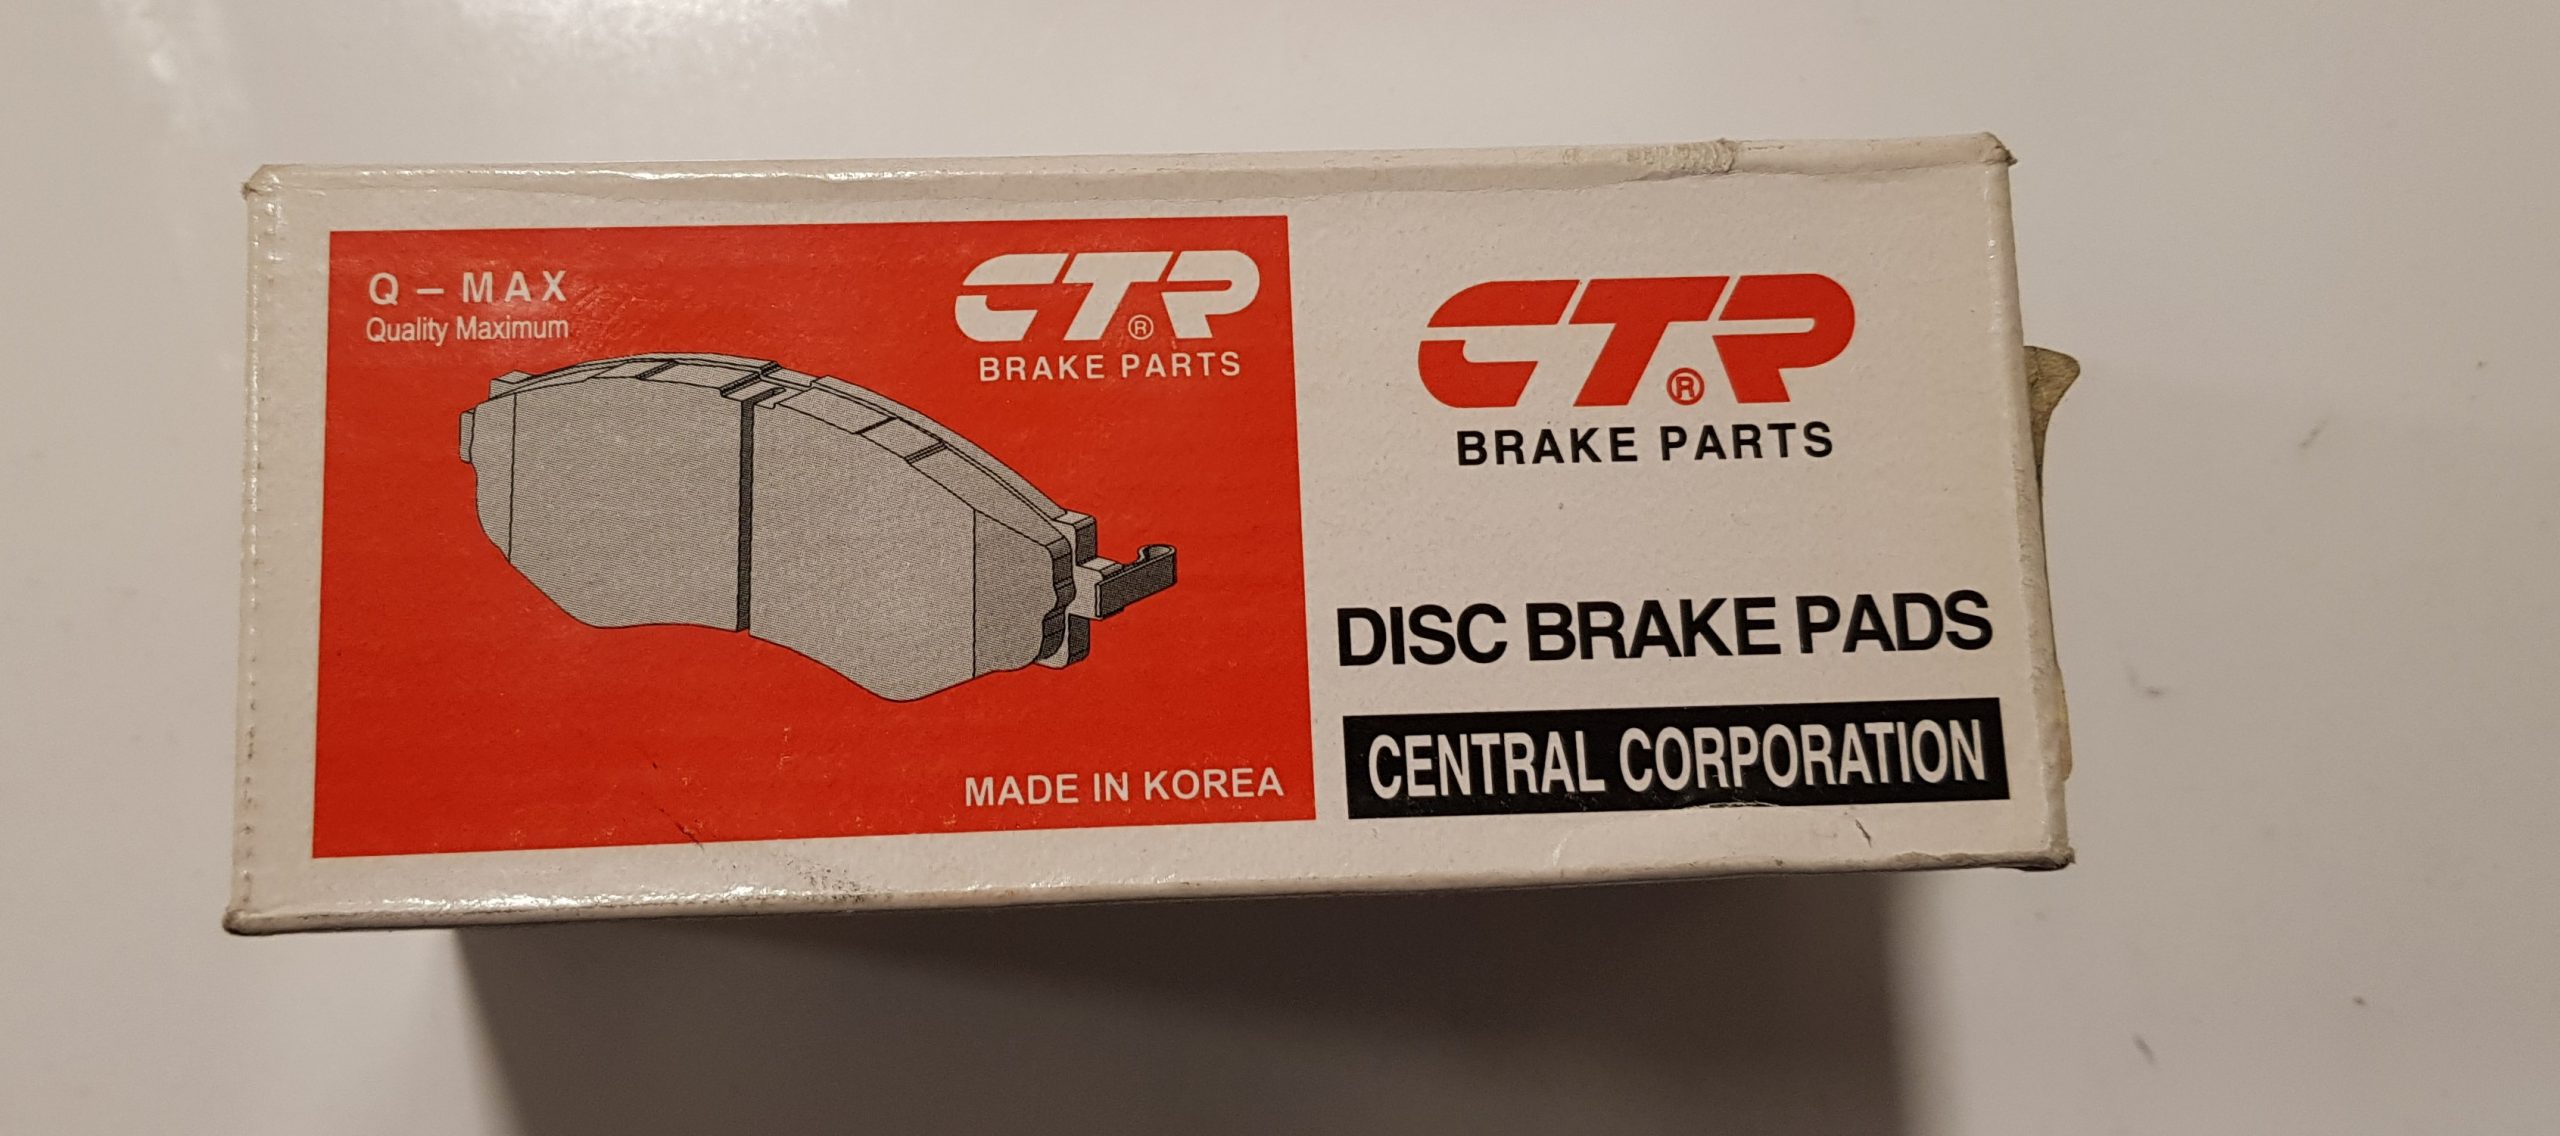 Q – MAX
Quality Maximum
CTR®
BRAKE PARTS
MADE IN KOREA
CTR®
BRAKE PARTS
DISC BRAKE PADS
CENTRAL CORPORATION